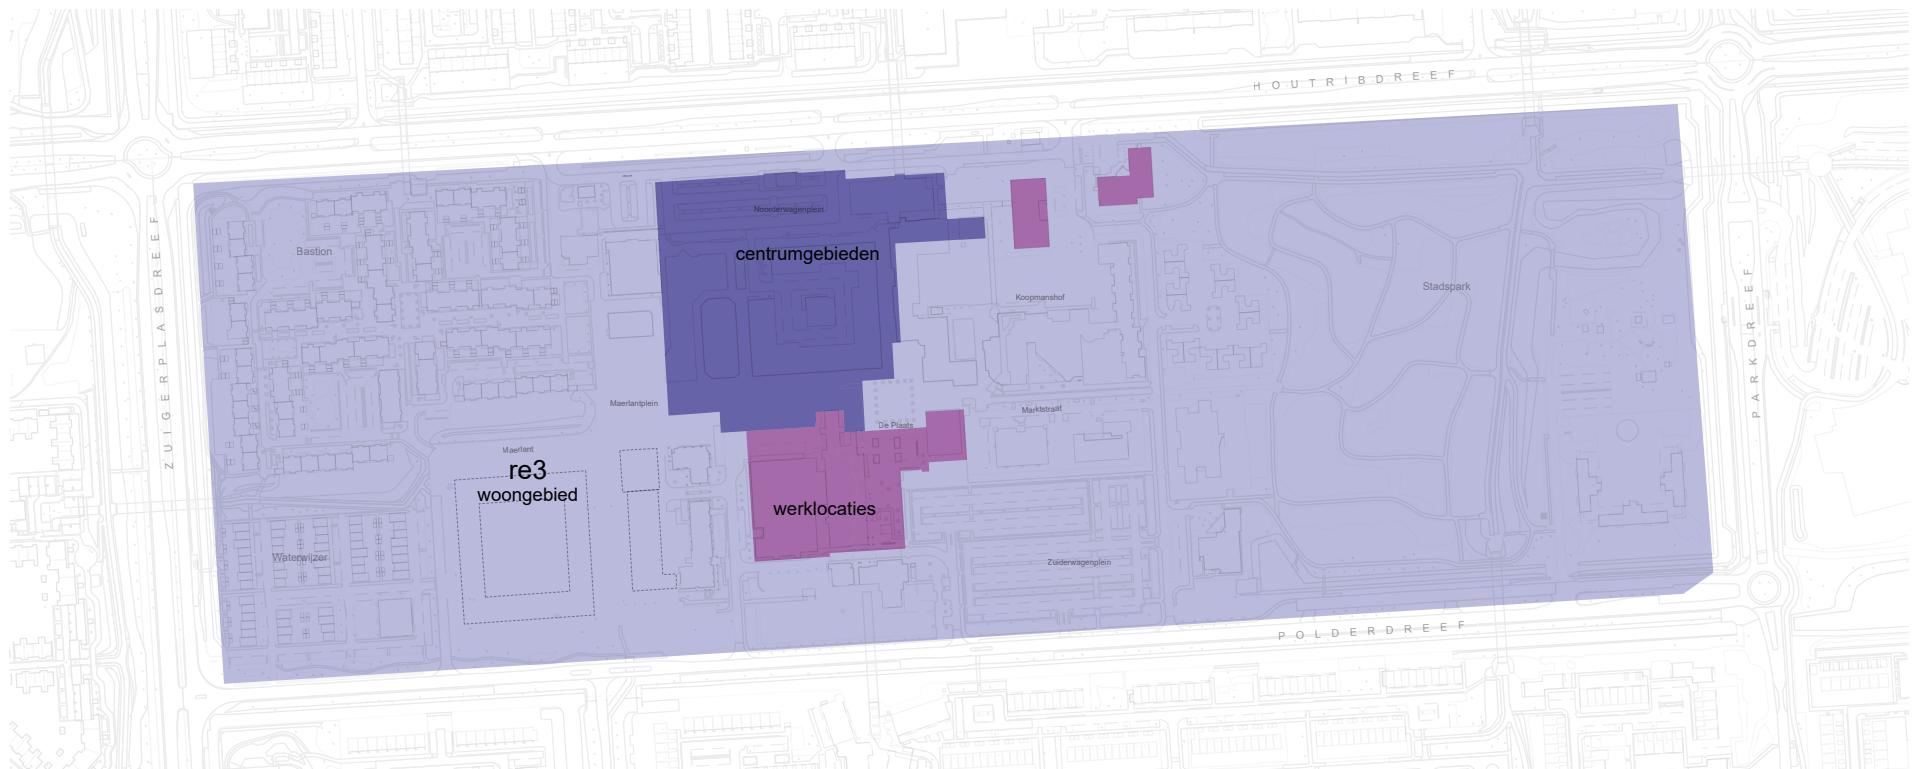 HOUTRIBDREEF
Noorderwagenplein
centrumgebieden
Bastion
Koopmanshof
Stadspark
ZUIGERPLASDREEF
PARKDREEF
Maerlantplein
Marktstraat
De Plaats
Maerlant
re3
woongebied
werklocaties
Waterwijzer
Zuiderwagenplein
POLDERDREEF